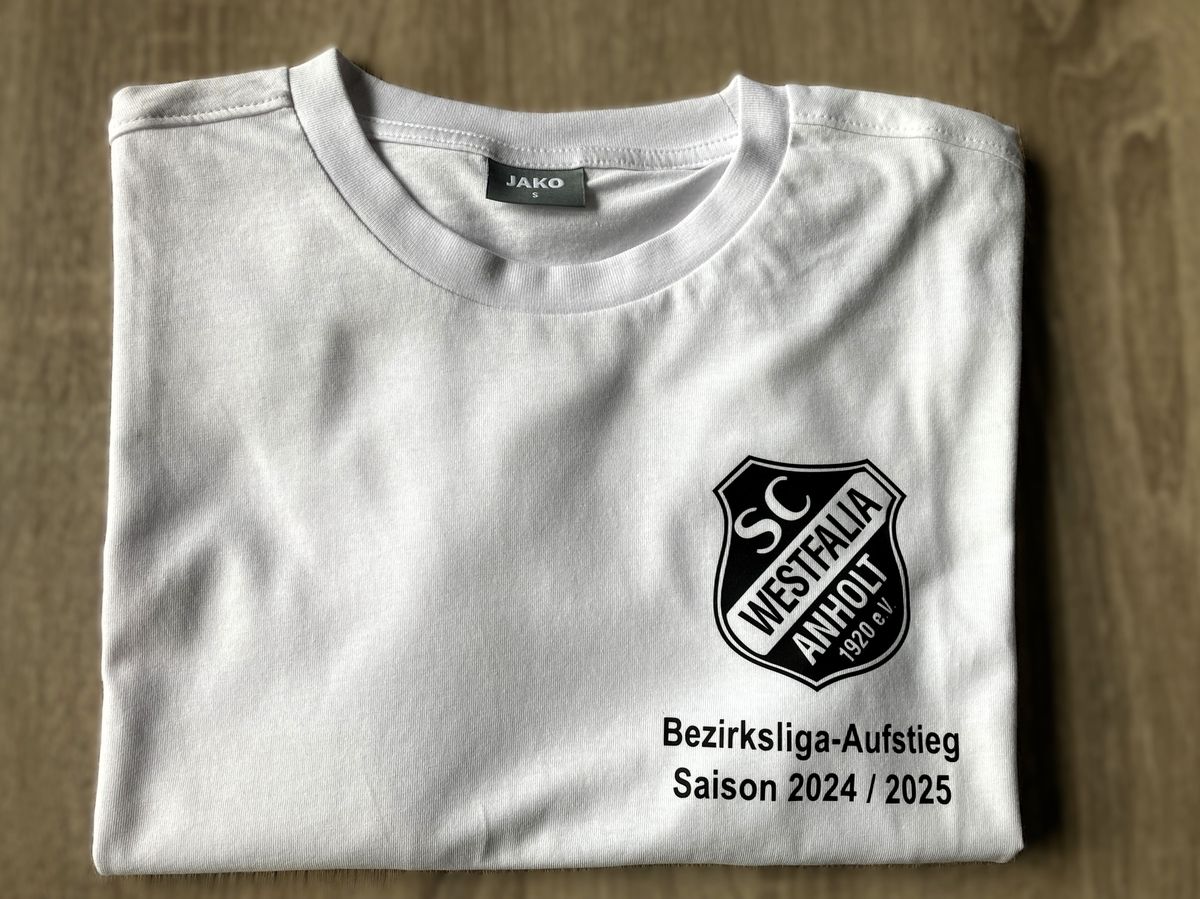 JAKO
S
SC
WESTFALIA
ANHOLT
1920 e.V.
Bezirksliga-Aufstieg
Saison 2024 / 2025